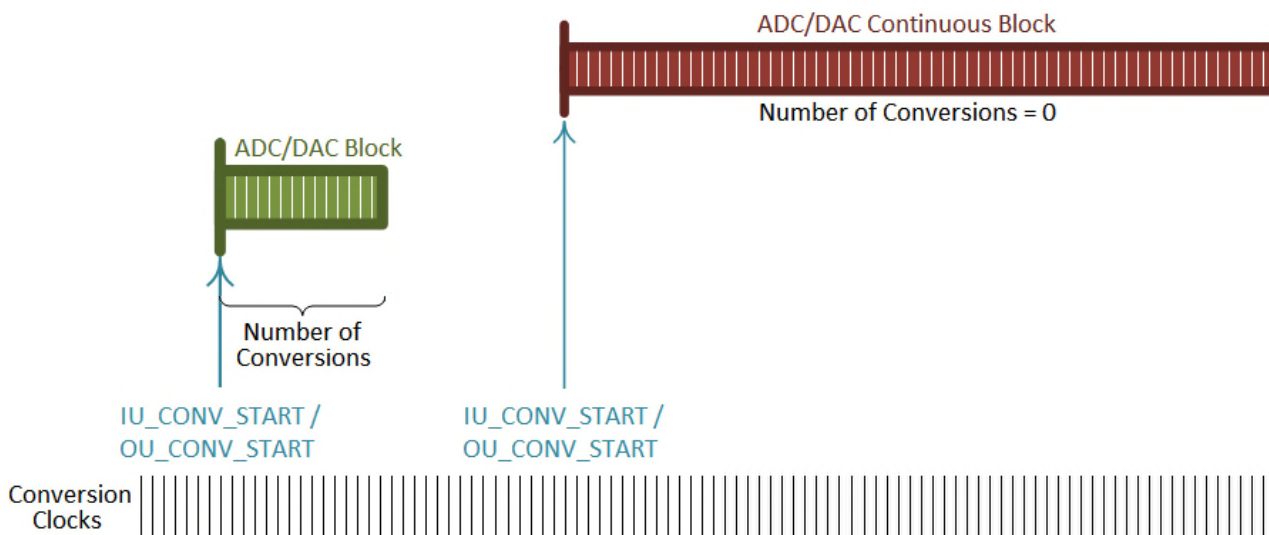 ADC/DAC Continuous Block
Number of Conversions = 0
ADC/DAC Block
Number of
Conversions
IU_CONV_START /
OU_CONV_START
IU_CONV_START /
OU_CONV_START
Conversion
Clocks